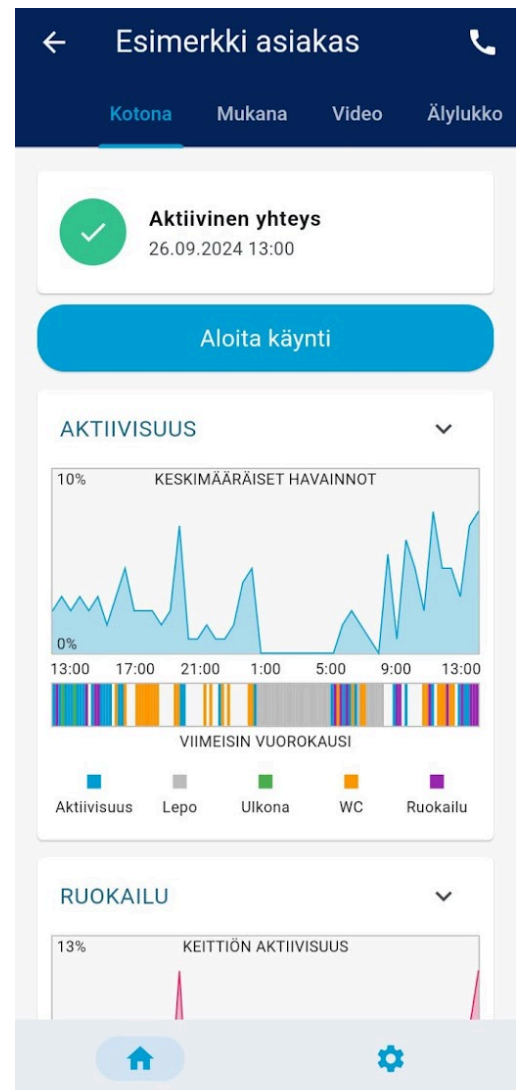 Esimerkki asiakas
Kotona Mukana Video Älylukko
Aktiivinen yhteys
26.09.2024 13:00
Aloita käynti
AKTIIVISUUS
10% KESKIMÄÄRÄISET HAVAINNOT
0%
13:00 17:00 21:00 1:00 5:00 9:00 13:00
VIIMEISIN VUOROKAUSI
Aktiivisuus Lepo Ulkona WC Ruokailu
RUOKAILU
13% KEITTIÖN AKTIIVISUUS